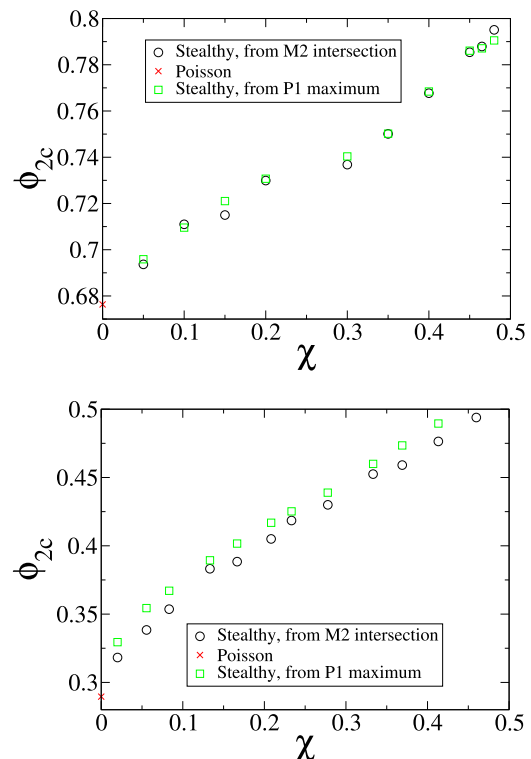 0.8
Stealthy, from M2 intersection
Poisson
Stealthy, from P1 maximum
0.78
0.76
0.74
ϕ2c
0.72
0.7
0.68
0 0.1 0.2 0.3 0.4 0.5
χ
0.5
0.45
0.4
ϕ2c
0.35
Stealthy, from M2 intersection
Poisson
Stealthy, from P1 maximum
0.3
0 0.1 0.2 0.3 0.4 0.5
χ